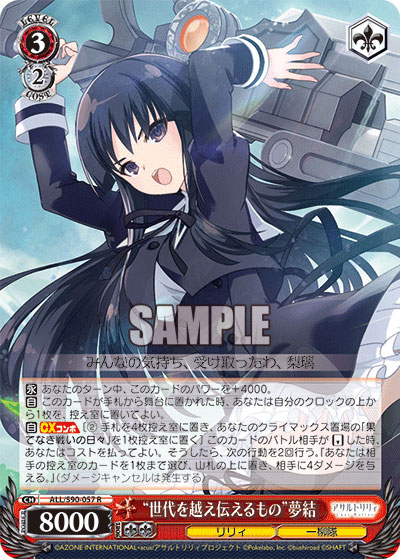 LEVEL
3
2
COST
SAMPLE
みんなの気持ち、受け取ったわ、梨璃
永 あなたのターン中、このカードのパワーを＋4000。
自 このカードが手札から舞台に置かれた時、あなたは自分のクロックの上か
ら1枚を、控え室に置いてよい。
自 CXコンボ ［② 手札を4枚控え室に置き、あなたのクライマックス置場の「果
てなき戦いの日々」を1枚控え室に置く］ このカードのバトル相手が
した時、あ
なたはコストを払ってよい。そうしたら、次の行動を2回行う。『あなたは相手
の控え室のカードを1枚まで選び、山札の上に置き、相手に4ダメージを与え
る。』（ダメージキャンセルは発生する）
CH
ALL/S90-057 R
8000
“世代を越え伝えるもの”夢結
アサルトリリィ
リリィ
一柳隊
©AZONE INTERNATIONAL・acus/アサルトリリィプロジェクト ©Pokelabo, Inc. ©bushiroad ©SHAFT